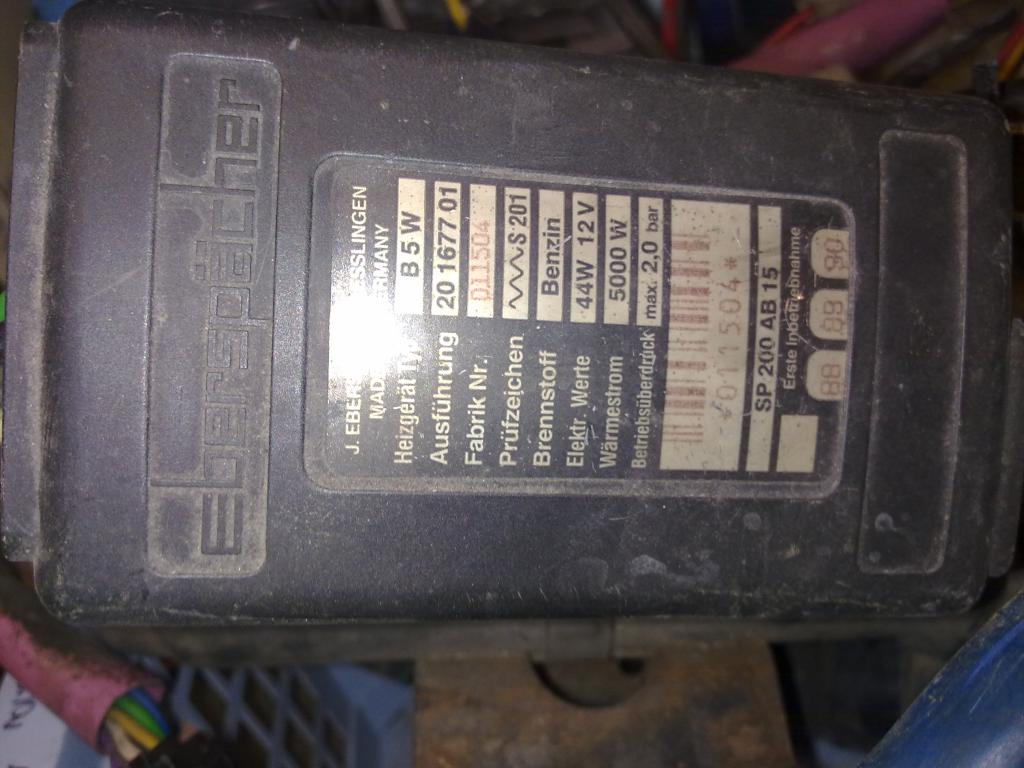 Eberspächer
J. EBER SSLINGEN
MAD RMANY
Heizgerät B 5 W
Ausführung 20 1677 01
Fabrik Nr. 011504
Prüfzeichen S 201
Brennstoff Benzin
Elektr. Werte 44W 12 V
Wärmestrom 5000 W
Betriebsüberdruck max. 2,0 bar
*011504*
SP 200 AB 15
Erste Inbetriebnahme
88 89 90